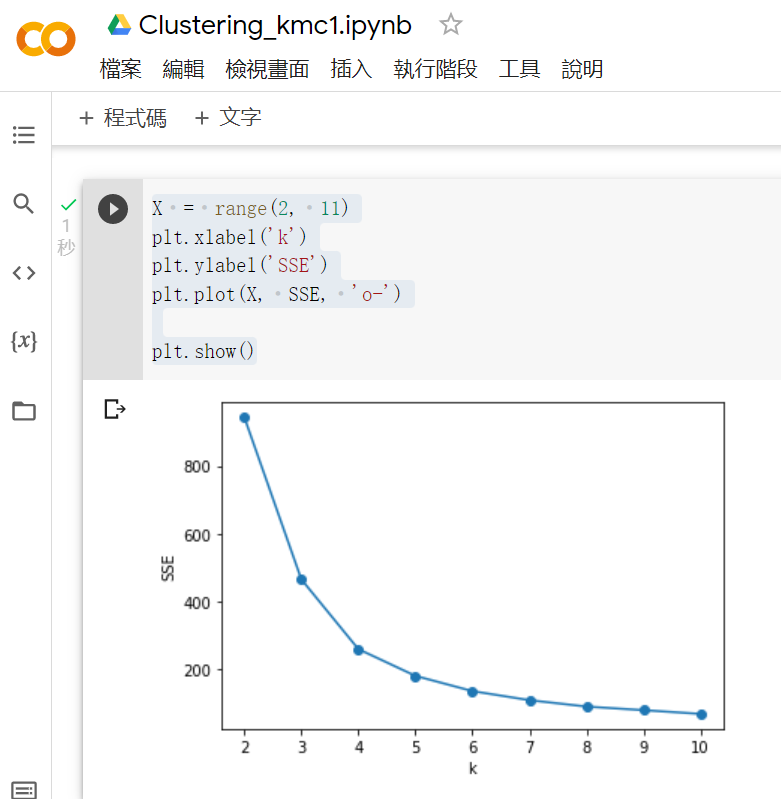 Clustering_kmc1.ipynb
檔案 編輯 檢視畫面 插入 執行階段 工具 說明
+ 程式碼 + 文字
1
秒
X = range(2, 11)
plt.xlabel('k')
plt.ylabel('SSE')
plt.plot(X, SSE, 'o-')
plt.show()
{x}
800
600
400
200
SSE
2 3 4 5 6 7 8 9 10
k